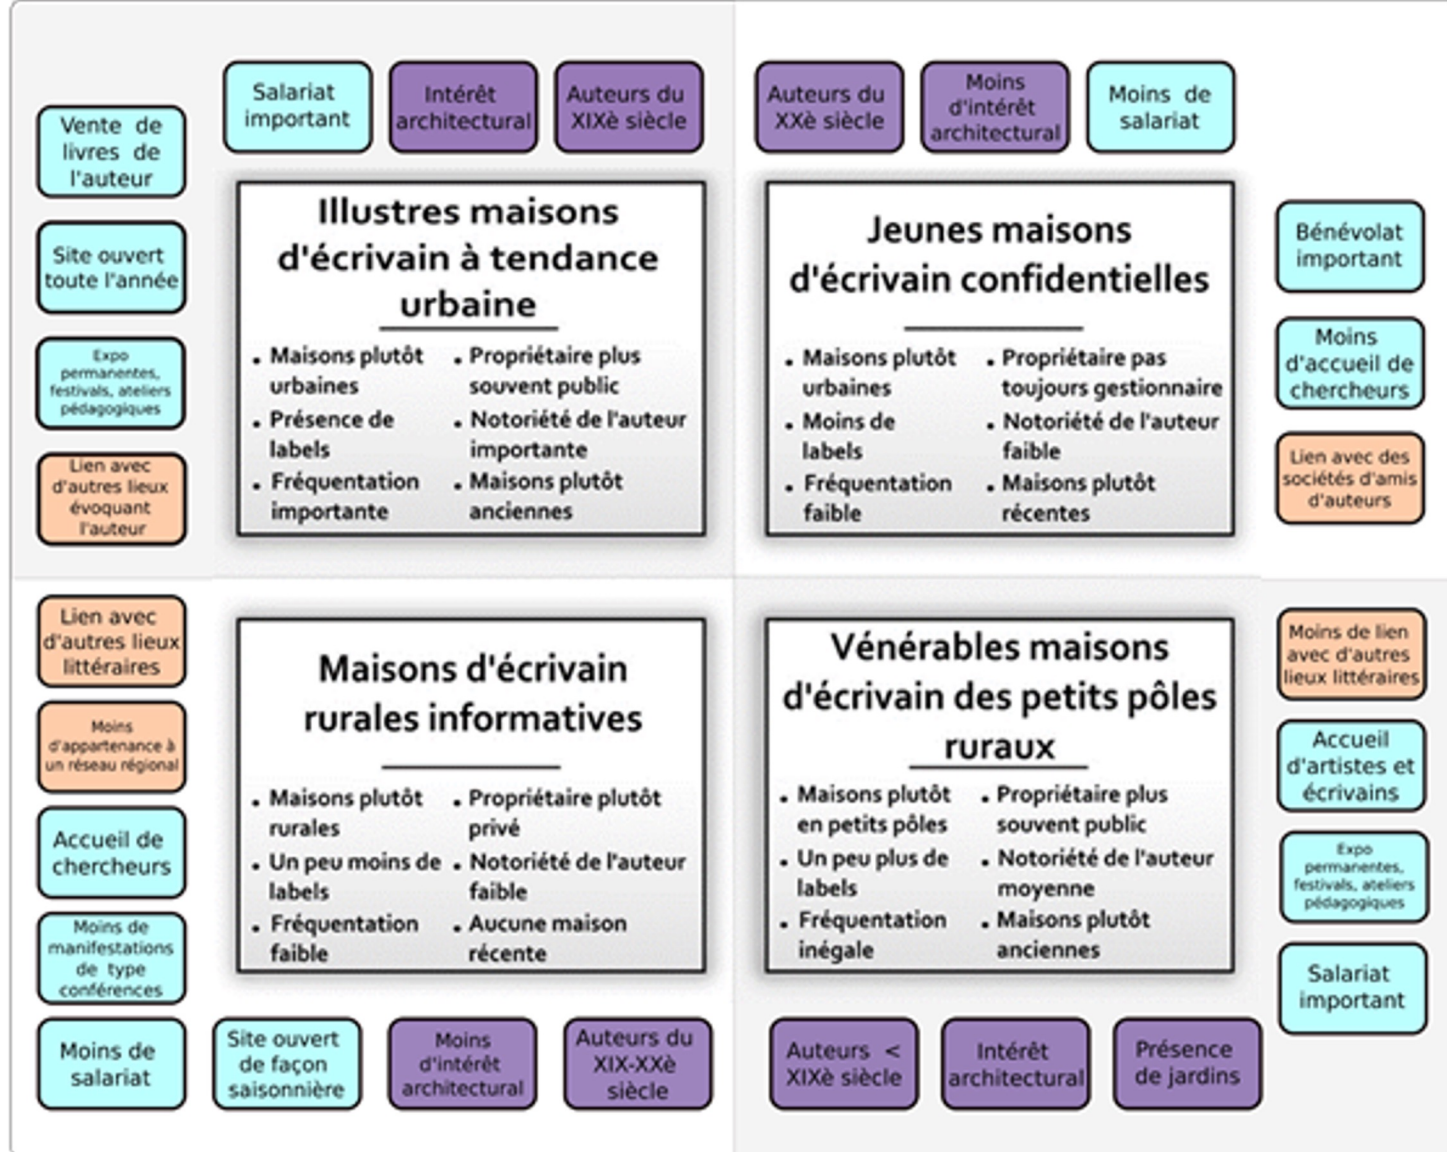 Vente de
livres de
l'auteur
Site ouvert
toute l'année
Expo
permanentes,
festivals, ateliers
pédagogiques
Lien avec
d'autres lieux
évoquant
l'auteur
Salariat
important
Intérêt
architectural
Auteurs du
XIXè siècle
Illustres maisons
d'écrivain à tendance
urbaine
. Maisons plutôt
urbaines
. Présence de
labels
. Fréquentation
importante
. Propriétaire plus
souvent public
. Notoriété de l'auteur
importante
. Maisons plutôt
anciennes
Auteurs du
XXè siècle
Moins
d'intérêt
architectural
Moins de
salariat
Jeunes maisons
d'écrivain confidentielles
. Maisons plutôt
urbaines
. Moins de
labels
. Fréquentation
faible
. Propriétaire pas
toujours gestionnaire
. Notoriété de l'auteur
faible
. Maisons plutôt
récentes
Bénévolat
important
Moins
d'accueil de
chercheurs
Lien avec des
sociétés d'amis
d'auteurs
Lien avec
d'autres lieux
littéraires
Moins
d'appartenance à
un réseau régional
Accueil de
chercheurs
Moins de
manifestations
de type
conférences
Moins de
salariat
Maisons d'écrivain
rurales informatives
. Maisons plutôt
rurales
. Un peu moins de
labels
. Fréquentation
faible
. Propriétaire plutôt
privé
. Notoriété de l'auteur
faible
. Aucune maison
récente
Site ouvert
de façon
saisonnière
Moins
d'intérêt
architectural
Auteurs du
XIX-XXè
siècle
Vénérables maisons
d'écrivain des petits pôles
ruraux
. Maisons plutôt
en petits pôles
. Un peu plus de
labels
. Fréquentation
inégale
. Propriétaire plus
souvent public
. Notoriété de l'auteur
moyenne
. Maisons plutôt
anciennes
Moins de lien
avec d'autres
lieux littéraires
Accueil
d'artistes et
écrivains
Expo
permanentes,
festivals, ateliers
pédagogiques
Salariat
important
Auteurs <
XIXè siècle
Intérêt
architectural
Présence
de jardins